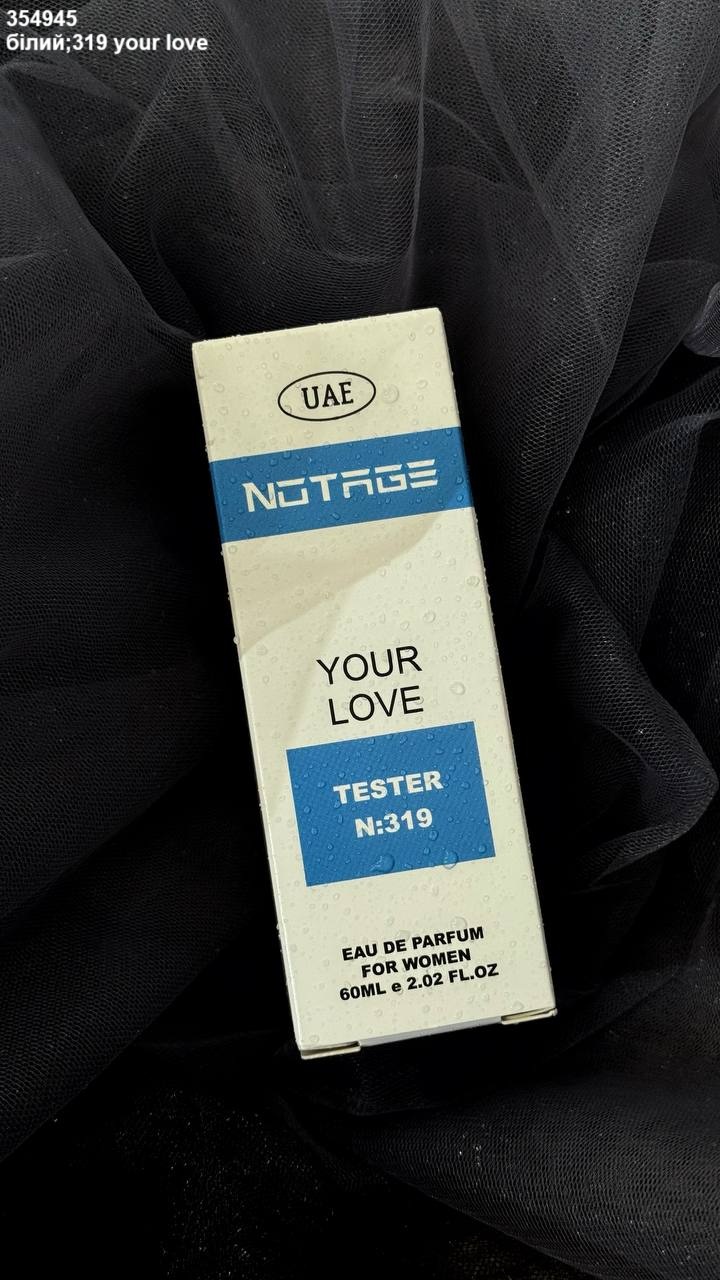 354945
білий;319 your love
UAE
NOTAGE
YOUR
LOVE
TESTER
N:319
EAU DE PARFUM
FOR WOMEN
60ML e 2.02 FL.OZ